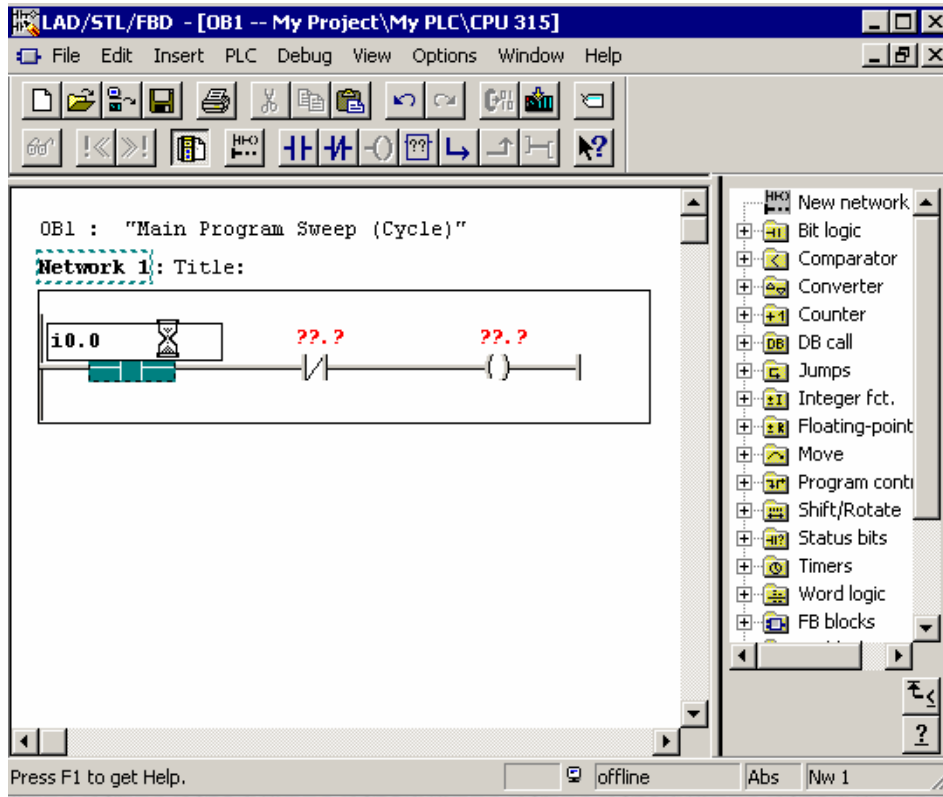 LAD/STL/FBD - [OB1 -- My Project\My PLC\CPU 315]
File Edit Insert PLC Debug View Options Window Help
OB1 : "Main Program Sweep (Cycle)"
Network 1: Title:
i0.0 ??.? ??.?
New network
Bit logic
Comparator
Converter
Counter
DB call
Jumps
Integer fct.
Floating-point
Move
Program cont
Shift/Rotate
Status bits
Timers
Word logic
FB blocks
Press F1 to get Help. offline Abs Nw 1